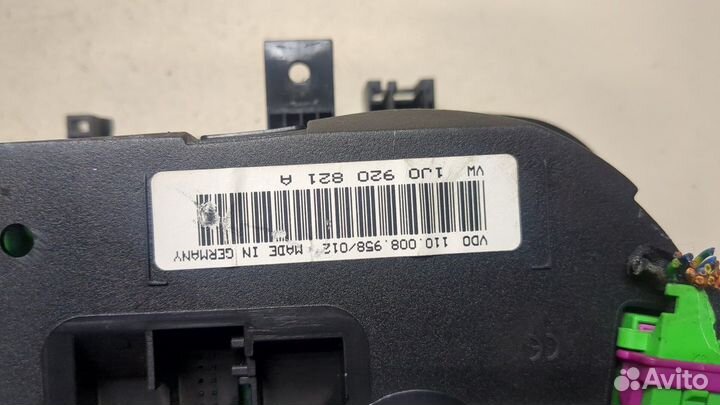 VDO 110.008.958/012 MADE IN GERMANY
VW 1J0 920 821 A
Avito